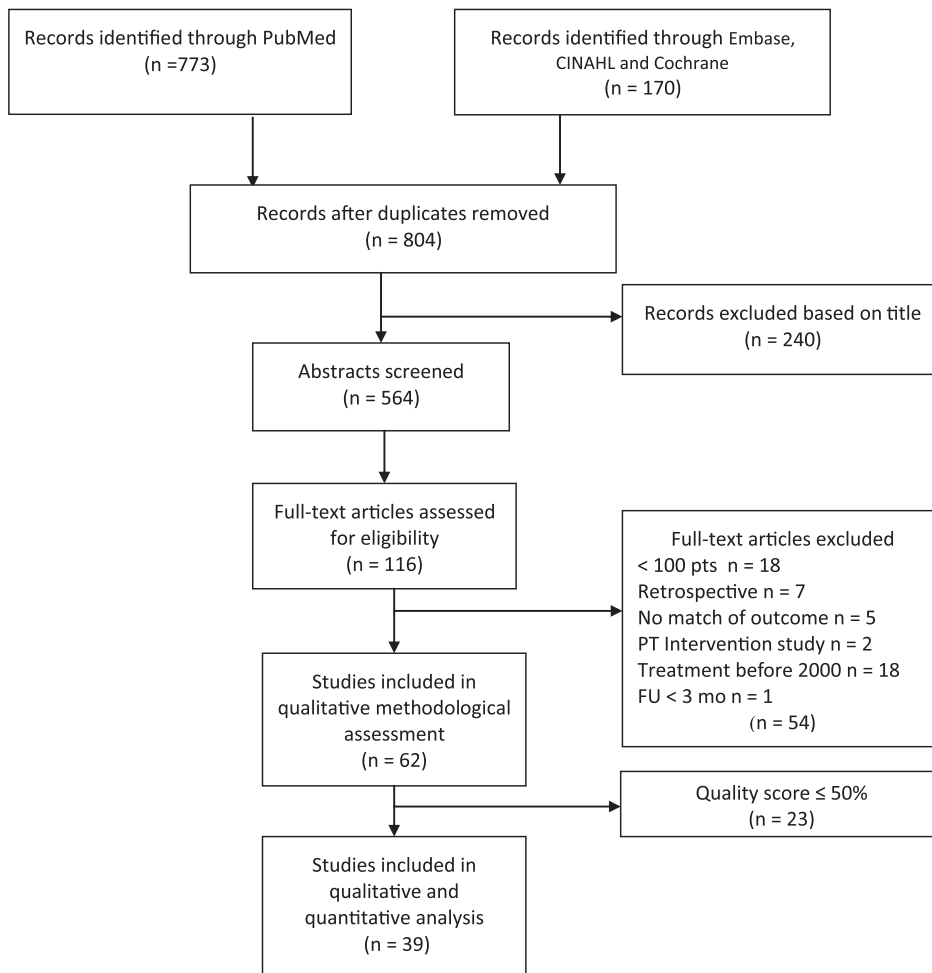 Records identified through PubMed
(n =773)
Records identified through Embase,
CINAHL and Cochrane
(n = 170)
Records after duplicates removed
(n = 804)
Records excluded based on title
(n = 240)
Abstracts screened
(n = 564)
Full-text articles assessed
for eligibility
(n = 116)
Full-text articles excluded
< 100 pts n = 18
Retrospective n = 7
No match of outcome n = 5
PT Intervention study n = 2
Treatment before 2000 n = 18
FU < 3 mo n = 1
(n = 54)
Studies included in
qualitative methodological
assessment
(n = 62)
Quality score ≤ 50%
(n = 23)
Studies included in
qualitative and
quantitative analysis
(n = 39)